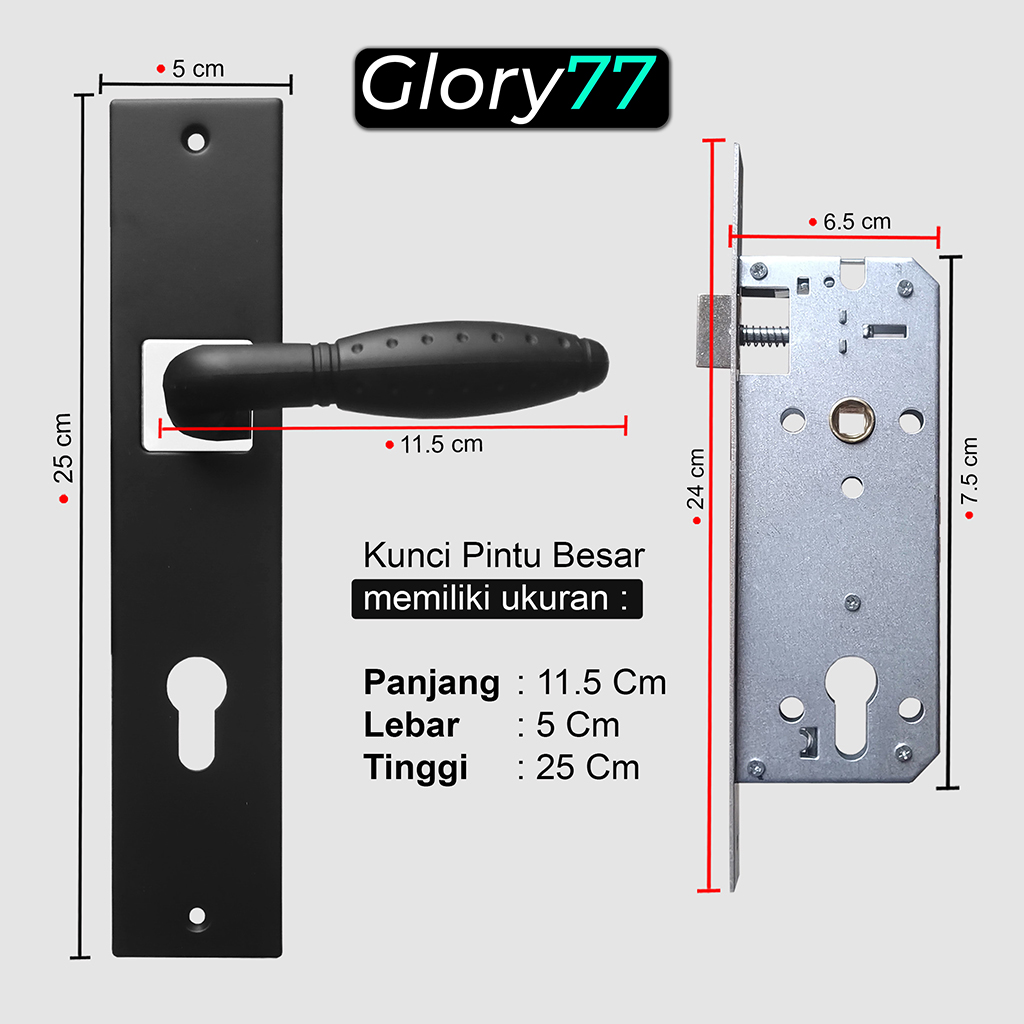 5 cm
Glory77
6.5 cm
25 cm
11.5 cm
24 cm
7.5 cm
Kunci Pintu Besar
memiliki ukuran :
Panjang : 11.5 Cm
Lebar : 5 Cm
Tinggi : 25 Cm